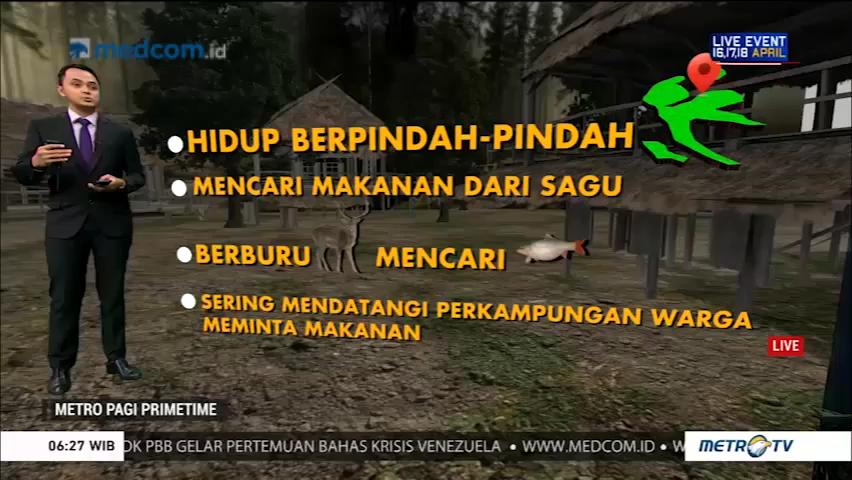 medcom.id
LIVE EVENT
16,17,18 APRIL
HIDUP BERPINDAH-PINDAH
MENCARI MAKANAN DARI SAGU
BERBURU MENCARI
SERING MENDATANGI PERKAMPUNGAN WARGA
MEMINTA MAKANAN
LIVE
METRO PAGI PRIMETIME
06:27 WIB DK PBB GELAR PERTEMUAN BAHAS KRISIS VENEZUELA • WWW.MEDCOM.ID • METRO TV